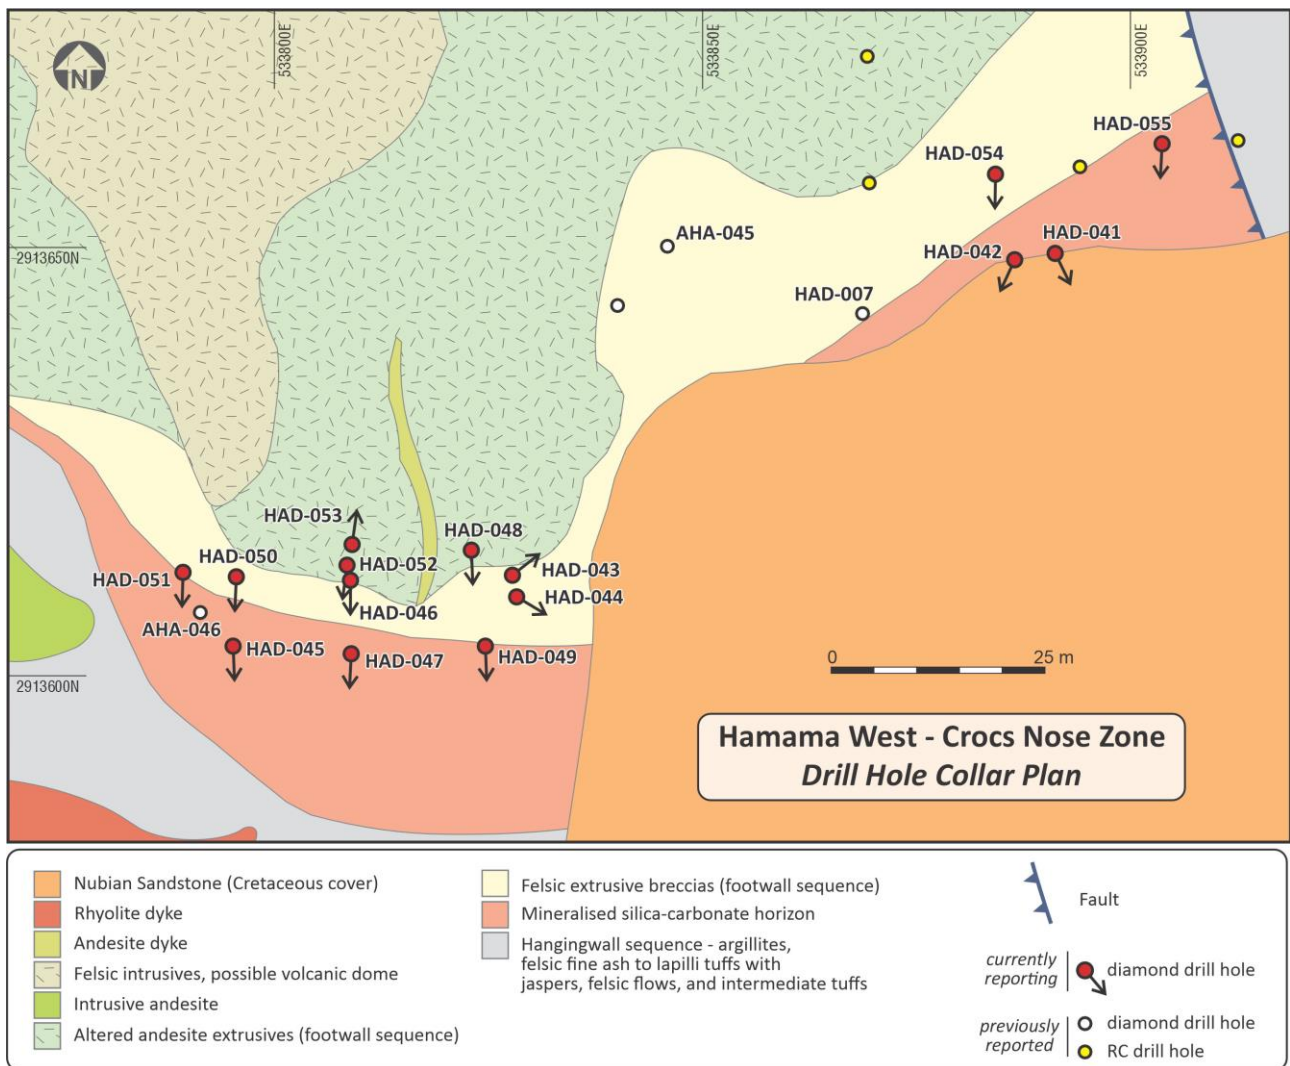 N
533800E
533850E
533900E
HAD-055
HAD-054
AHA-045
HAD-041
HAD-042
2913650N
HAD-007
HAD-053
HAD-048
HAD-050
HAD-052
HAD-043
HAD-051
HAD-044
HAD-046
AHA-046
HAD-045
HAD-047
HAD-049
0 25 m
2913600N
Hamama West - Crocs Nose Zone
Drill Hole Collar Plan
Nubian Sandstone (Cretaceous cover)
Rhyolite dyke
Andesite dyke
Felsic intrusives, possible volcanic dome
Intrusive andesite
Altered andesite extrusives (footwall sequence)
Felsic extrusive breccias (footwall sequence)
Mineralised silica-carbonate horizon
Hangingwall sequence - argillites,
felsic fine ash to lapilli tuffs with
jaspers, felsic flows, and intermediate tuffs
Fault
currently
reporting
diamond drill hole
previously
reported
diamond drill hole
RC drill hole